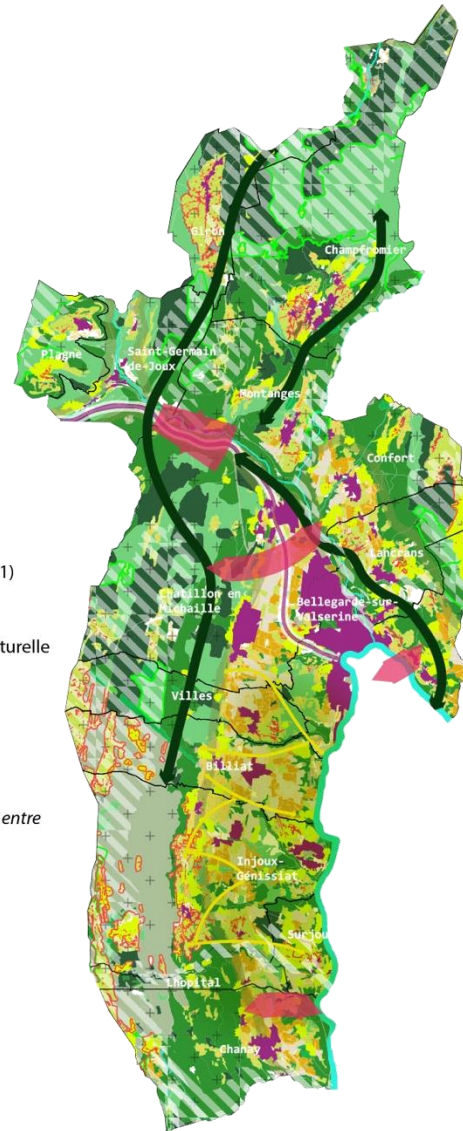 Giron
Champfromier
Plagne
Saint-Germain
-de-Joux
Montanges
Confort
1)
Lancrans
Chatillon en
Michaille
Bellegarde-sur-
Valserine
turelle
Villes
Billiat
entre
Injoux-
Génissiat
Surjoux
Lhopital
Chanay